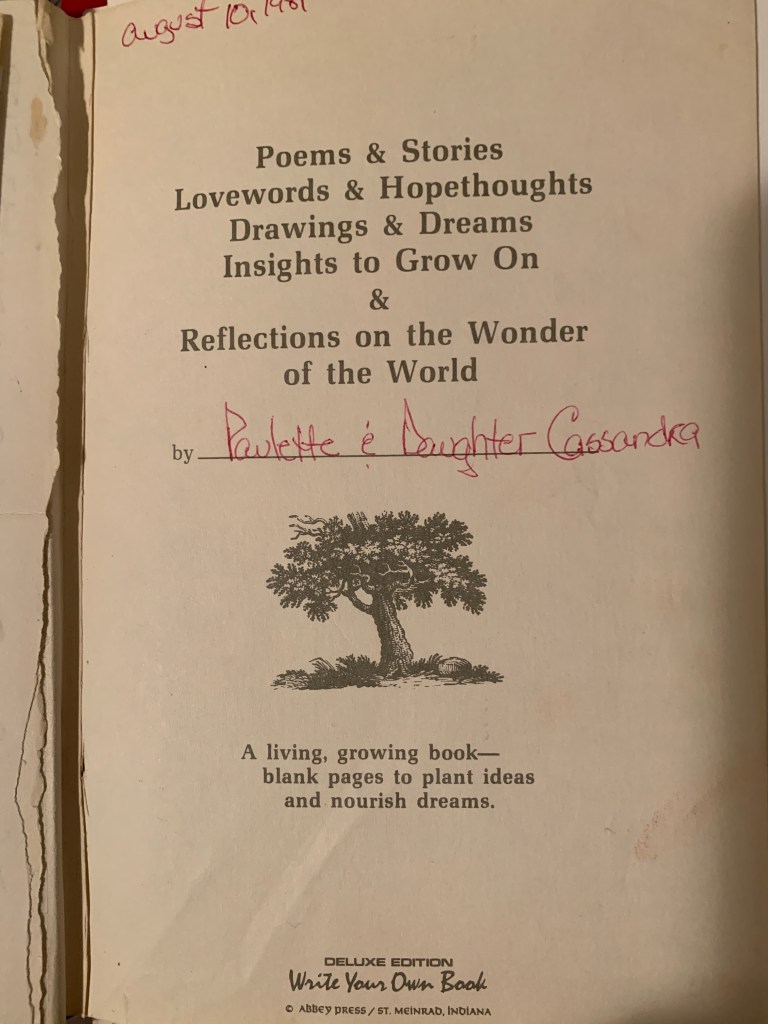 August 10, 1981
Poems & Stories
Lovewords & Hopethoughts
Drawings & Dreams
Insights to Grow On
&
Reflections on the Wonder
of the World
by Paulette & Daughter Cassandra
A living, growing book—
blank pages to plant ideas
and nourish dreams.
DELUXE EDITION
Write Your Own Book
© ABBEY PRESS / ST. MEINRAD, INDIANA